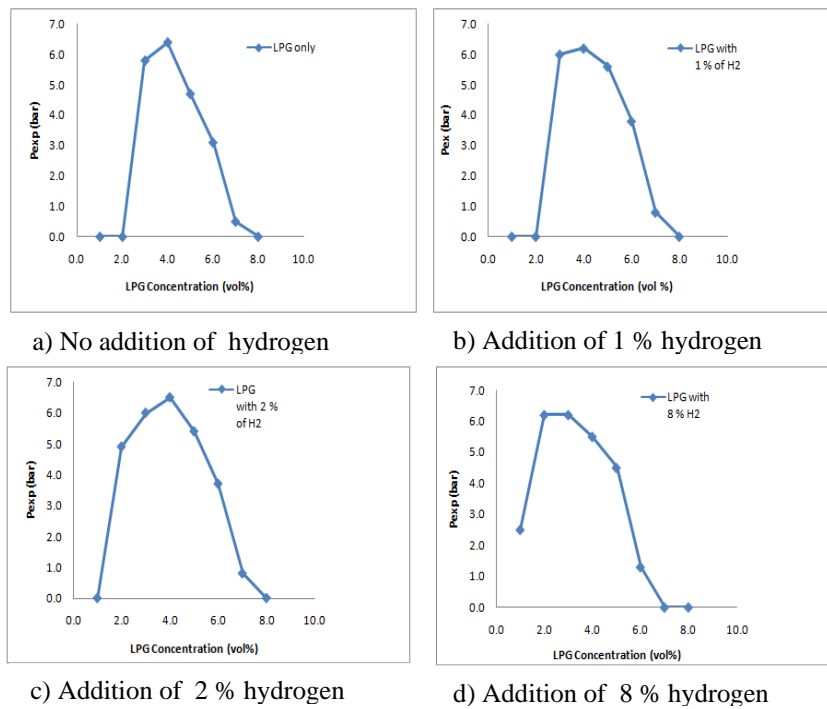 7.0
6.0
5.0
4.0
3.0
2.0
1.0
0.0
Pexp (bar)
LPG only
0.0 2.0 4.0 6.0 8.0 10.0
LPG Concentration (vol%)
a) No addition of hydrogen
7.0
6.0
5.0
4.0
3.0
2.0
1.0
0.0
Pex (bar)
LPG with
1 % of H2
0.0 2.0 4.0 6.0 8.0 10.0
LPG Concentration (vol %)
b) Addition of 1 % hydrogen
7.0
6.0
5.0
4.0
3.0
2.0
1.0
0.0
Pexp (bar)
LPG
with 2 %
of H2
0.0 2.0 4.0 6.0 8.0 10.0
LPG Concentration (vol%)
c) Addition of 2 % hydrogen
7.0
6.0
5.0
4.0
3.0
2.0
1.0
0.0
Pexp (bar)
LPG with
8 % H2
0.0 2.0 4.0 6.0 8.0 10.0
LPG Concentration (vol%)
d) Addition of 8 % hydrogen